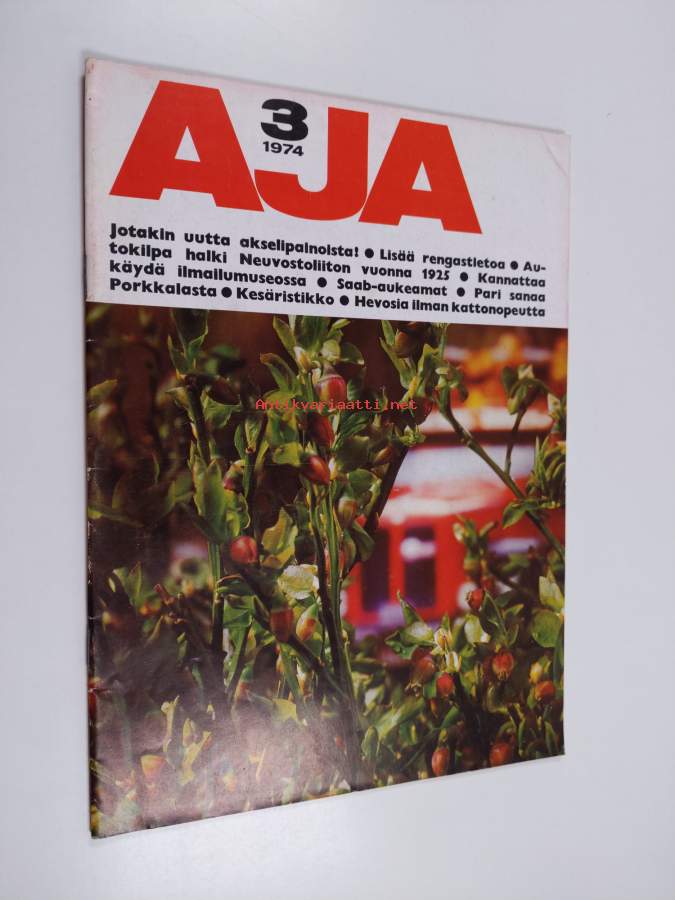 AJA
3
1974
Jotakin uutta akselipainoista! ● Lisää rengastietoa ● Au-
tokilpa halki Neuvostoliiton vuonna 1925 ● Kannattaa
käydä ilmailumuseossa ● Saab-aukeamat ● Pari sanaa
Porkkalasta ● Kesäristikko ● Hevosia ilman kattonopeutta
Antikvariaatti.net